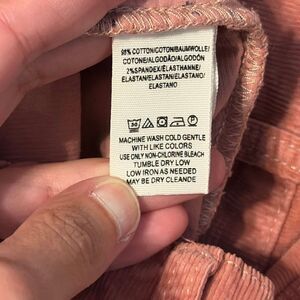 98% COTTON/COTON/BAUMWOLLE/
COTONE/ALGODÃO/ALGODÓN
2%SPANDEX/ÉLASTHANNE/
ELASTAN/ELASTAN/ELASTANO/
ELASTANO
30
MACHINE WASH COLD GENTLE
WITH LIKE COLORS
USE ONLY NON-CHLORINE BLEACH
TUMBLE DRY LOW
LOW IRON AS NEEDED
MAY BE DRY CLEANDE